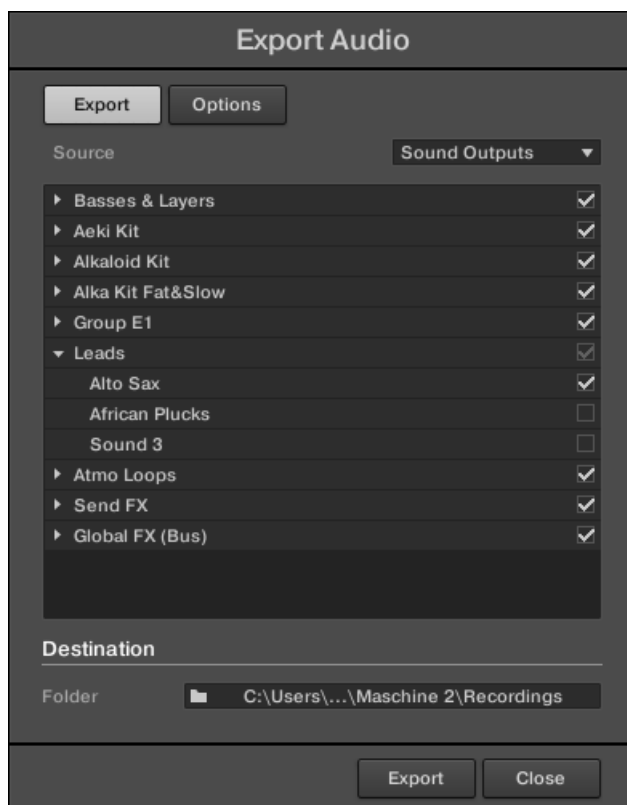 Export Audio
Export Options
Source Sound Outputs
Basses & Layers
Aeki Kit
Alkaloid Kit
Alka Kit Fat&Slow
Group E1
Leads
Alto Sax
African Plucks
Sound 3
Atmo Loops
Send FX
Global FX (Bus)
Destination
Folder C:\Users\...\Maschine 2\Recordings
Export Close